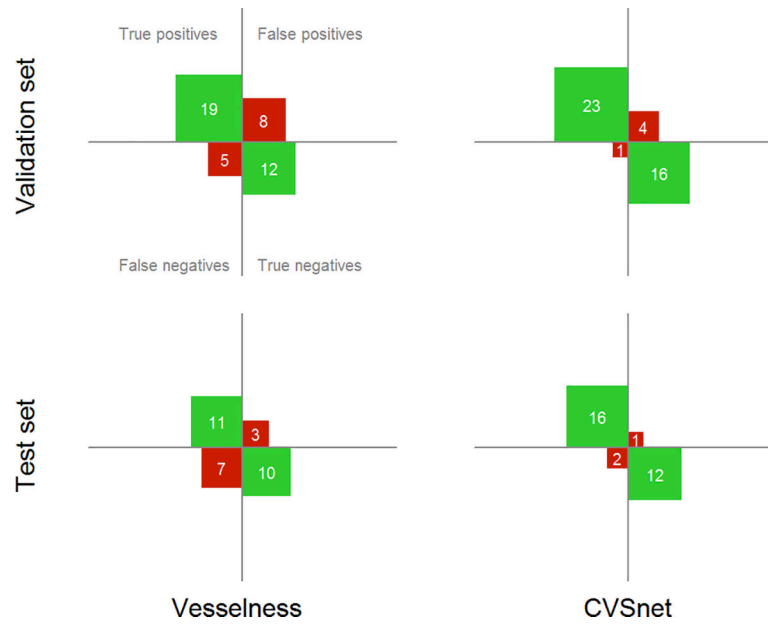 True positives
False positives
Validation set
19
8
5
12
23
4
1
16
False negatives
True negatives
Test set
11
3
7
10
16
1
2
12
Vesselness
CVSnet